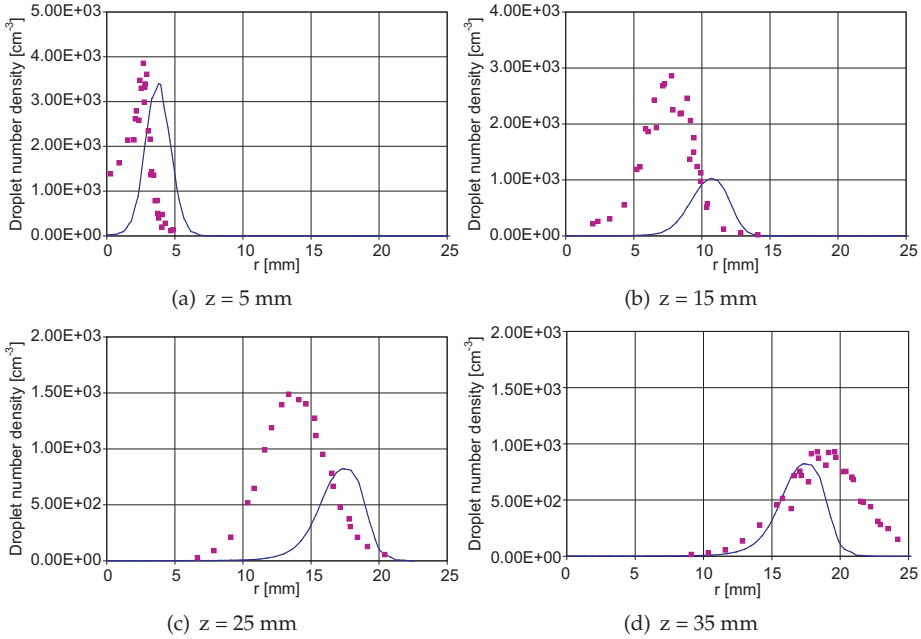 Droplet number density [cm-3]
5.00E+03
4.00E+03
3.00E+03
2.00E+03
1.00E+03
0.00E+00
0 5 10 15 20 25
r [mm]
(a) z = 5 mm
Droplet number density [cm-3]
4.00E+03
3.00E+03
2.00E+03
1.00E+03
0.00E+00
0 5 10 15 20 25
r [mm]
(b) z = 15 mm
Droplet number density [cm-3]
2.00E+03
1.50E+03
1.00E+03
5.00E+02
0.00E+00
0 5 10 15 20 25
r [mm]
(c) z = 25 mm
Droplet number density [cm-3]
2.00E+03
1.50E+03
1.00E+03
5.00E+02
0.00E+00
0 5 10 15 20 25
r [mm]
(d) z = 35 mm